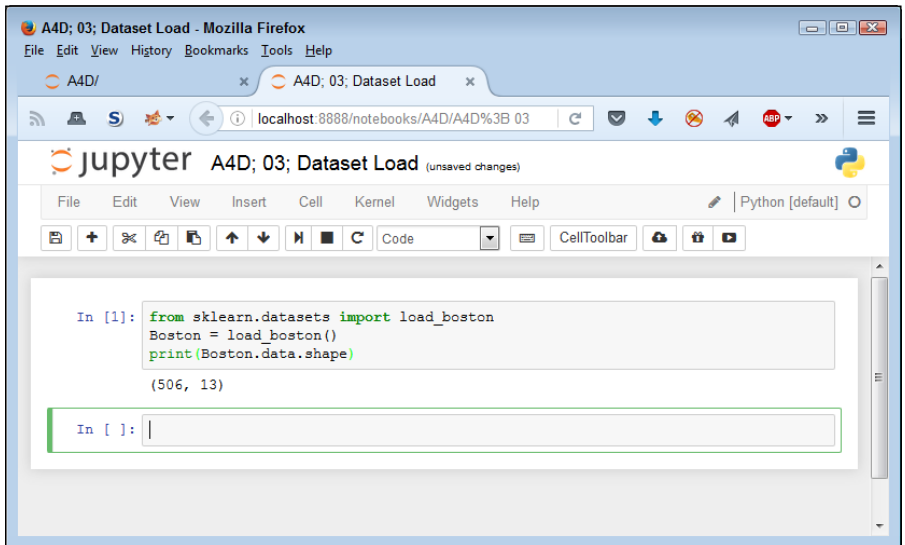 A4D; 03; Dataset Load - Mozilla Firefox
File Edit View History Bookmarks Tools Help
A4D/ × A4D; 03; Dataset Load ×
S) localhost:8888/notebooks/A4D/A4D%3B 03 ABP
jupyter A4D; 03; Dataset Load (unsaved changes)
File Edit View Insert Cell Kernel Widgets Help Python [default]
Code CellToolbar
In [1]: from sklearn.datasets import load_boston
Boston = load_boston()
print(Boston.data.shape)
(506, 13)
In [ ]: